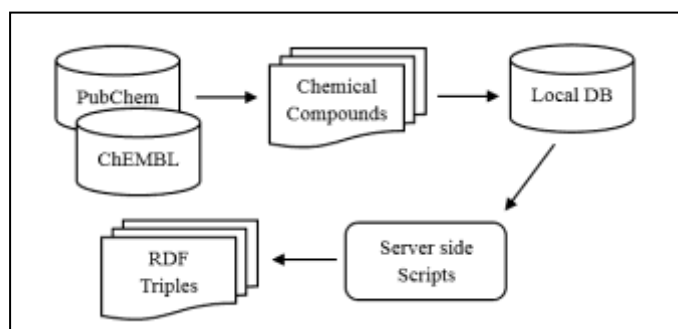 PubChem
ChEMBL
Chemical
Compounds
Local DB
Server side
Scripts
RDF
Triples